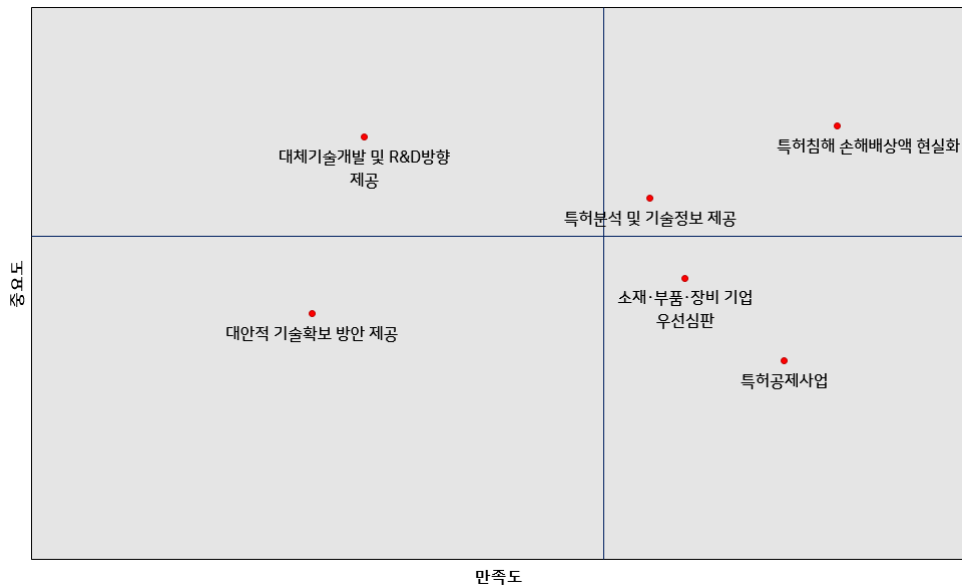 특허침해 손해배상액 현실화
대체기술개발 및 R&D방향
제공
특허분석 및 기술정보 제공
중요도
소재·부품·장비 기업
우선심판
대안적 기술확보 방안 제공
특허공제사업
만족도